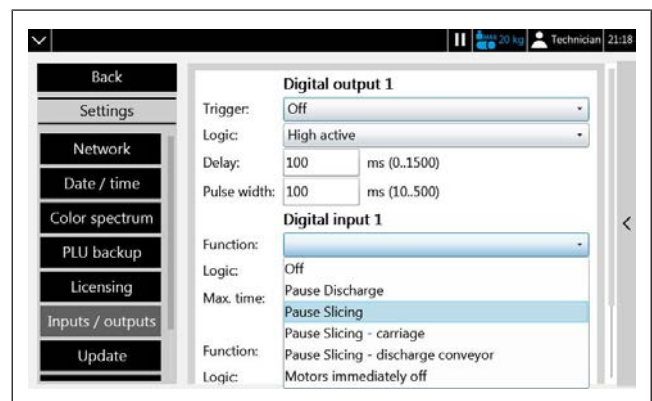 20 kg Technician 21:18
Back
Settings
Network
Date / time
Color spectrum
PLU backup
Licensing
Inputs / outputs
Update
Digital output 1
Trigger: Off
Logic: High active
Delay: 100 ms (0..1500)
Pulse width: 100 ms (10..500)
Digital input 1
Function:
Logic: Off
Pause Discharge
Max. time:
Pause Slicing
Pause Slicing - carriage
Function: Pause Slicing - discharge conveyor
Logic: Motors immediately off